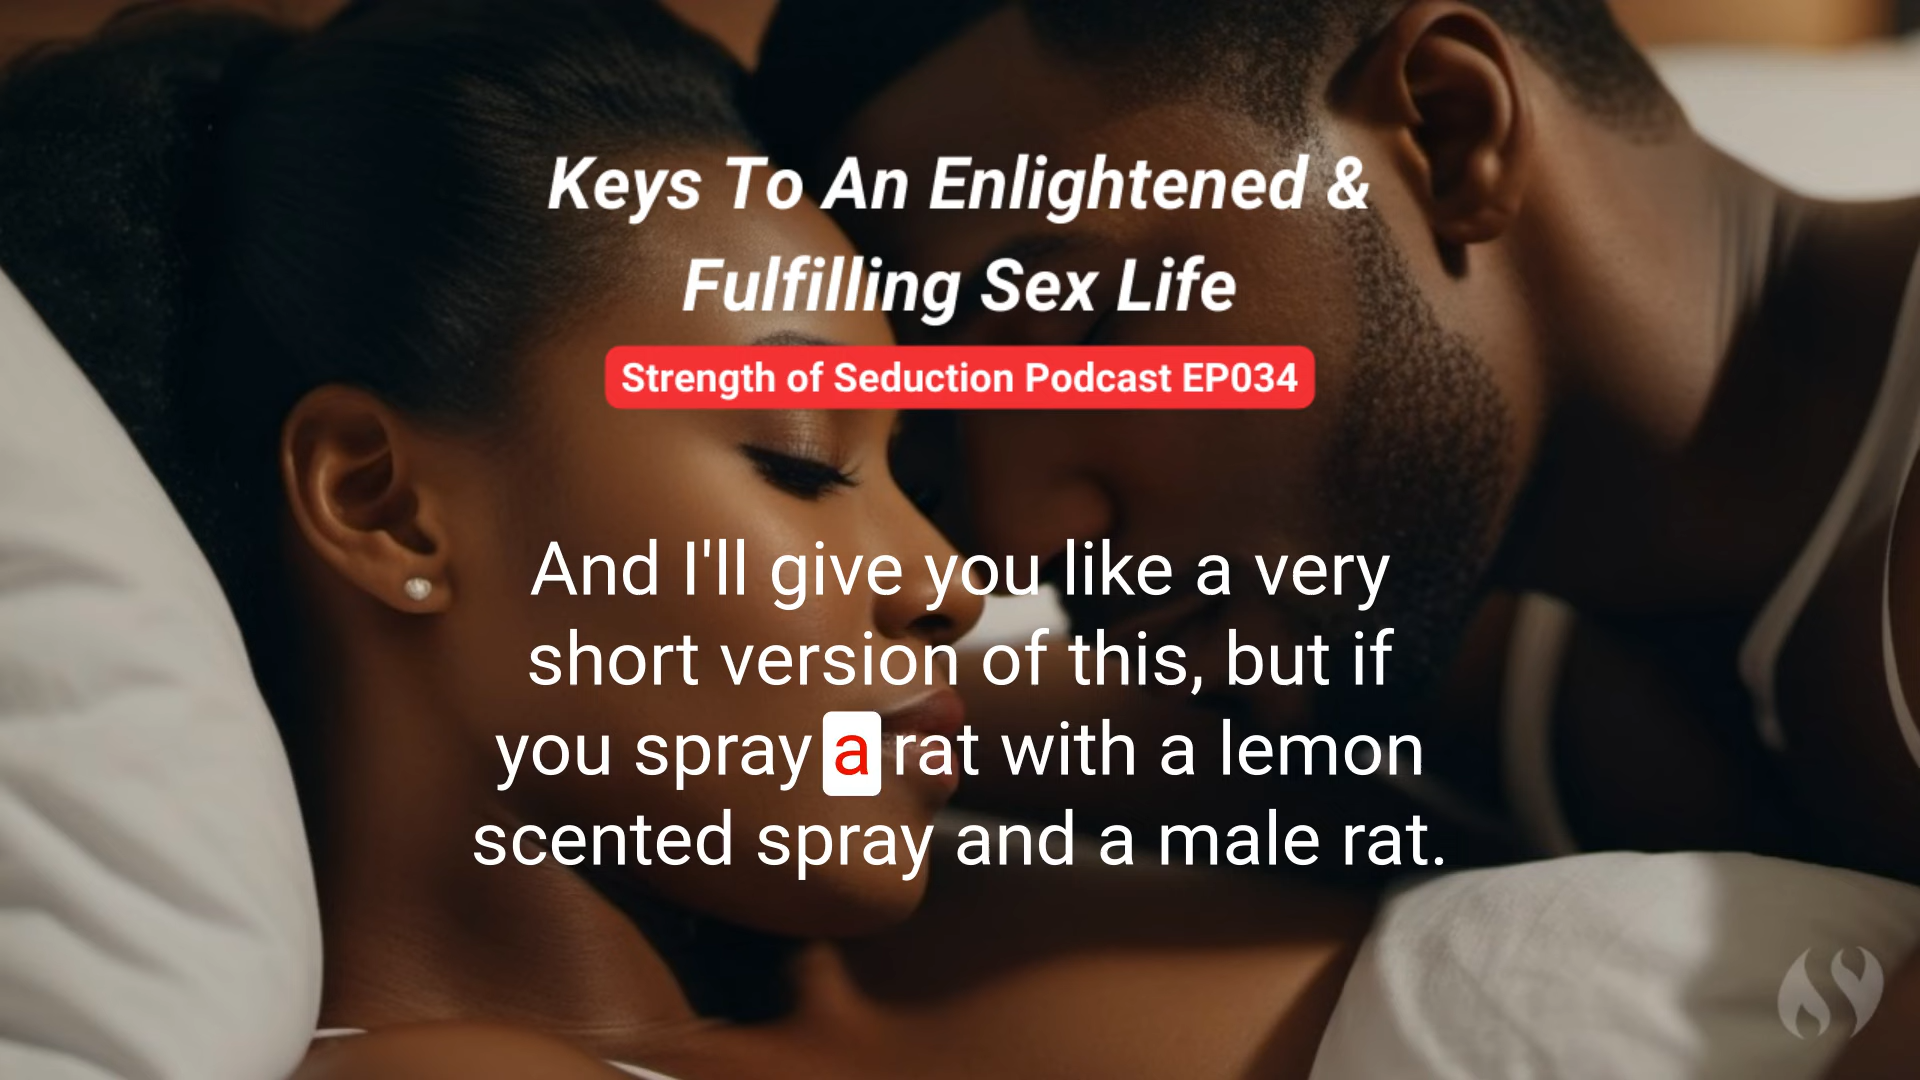 Keys To An Enlightened &
Fulfilling Sex Life
Strength of Seduction Podcast EP034
And I'll give you like a very
short version of this, but if
you spray a rat with a lemon
scented spray and a male rat.